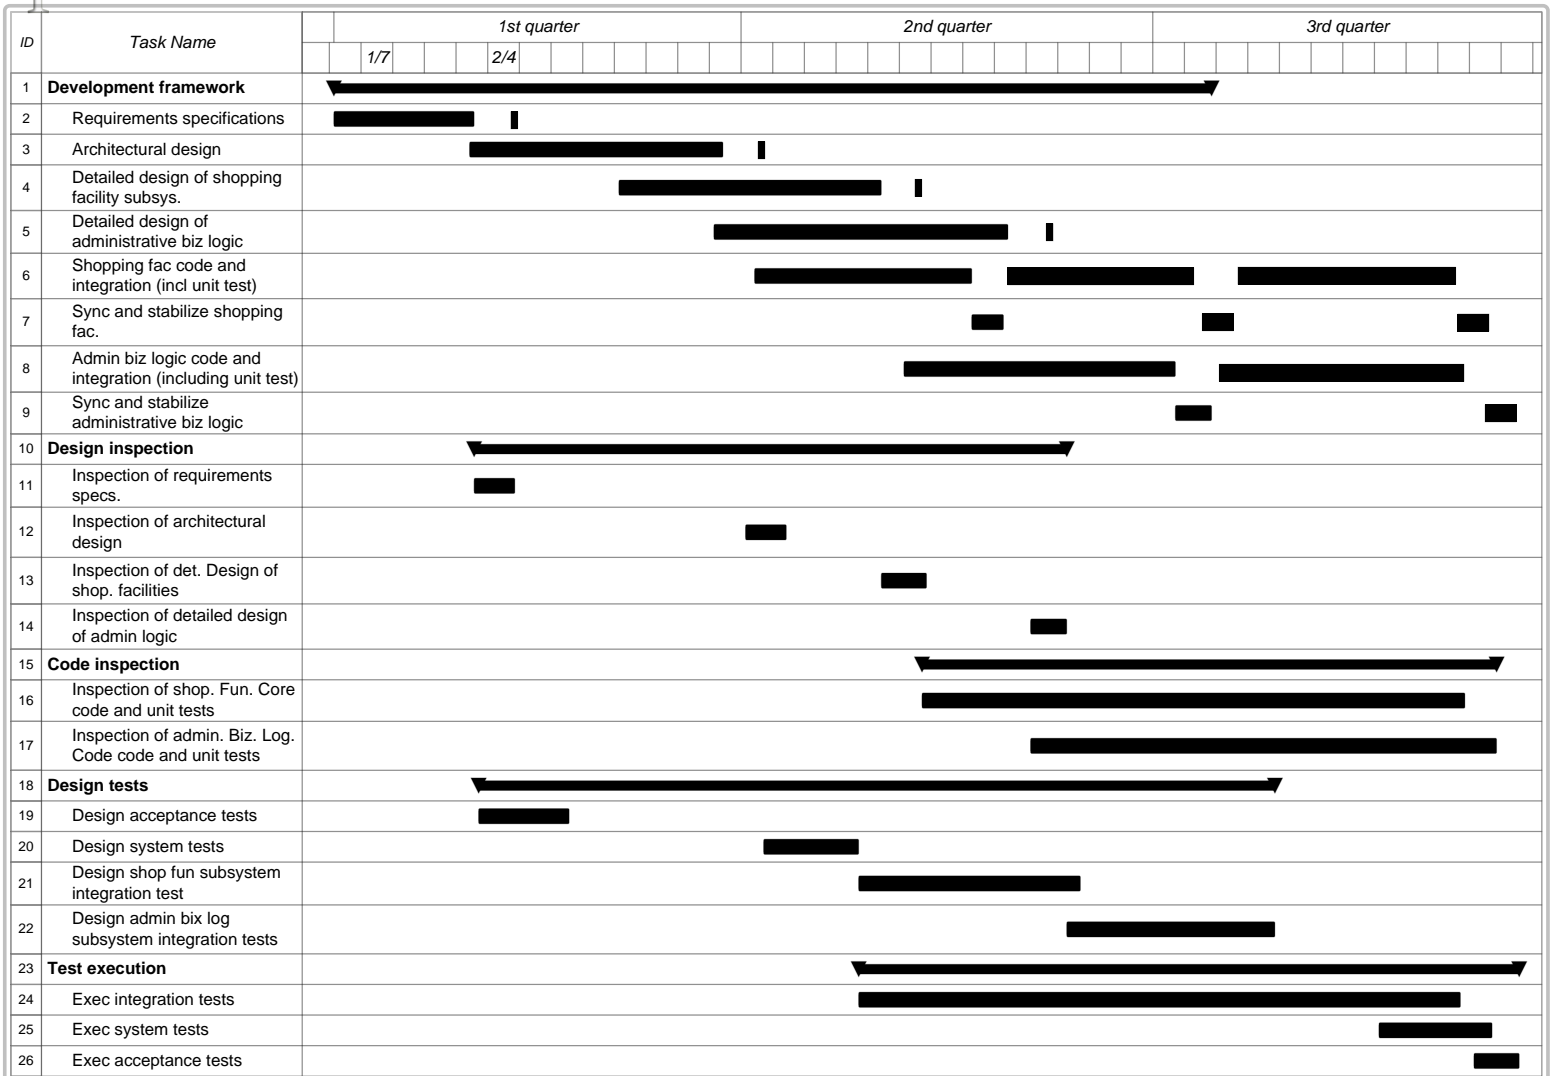 ID
Task Name
1st quarter
2nd quarter
3rd quarter
1/7
2/4
1
Development framework
2
Requirements specifications
3
Architectural design
4
Detailed design of shopping
facility subsys.
5
Detailed design of
administrative biz logic
6
Shopping fac code and
integration (incl unit test)
7
Sync and stabilize shopping
fac.
8
Admin biz logic code and
integration (including unit test)
9
Sync and stabilize
administrative biz logic
10
Design inspection
11
Inspection of requirements
specs.
12
Inspection of architectural
design
13
Inspection of det. Design of
shop. facilities
14
Inspection of detailed design
of admin logic
15
Code inspection
16
Inspection of shop. Fun. Core
code and unit tests
17
Inspection of admin. Biz. Log.
Code code and unit tests
18
Design tests
19
Design acceptance tests
20
Design system tests
21
Design shop fun subsystem
integration test
22
Design admin bix log
subsystem integration tests
23
Test execution
24
Exec integration tests
25
Exec system tests
26
Exec acceptance tests